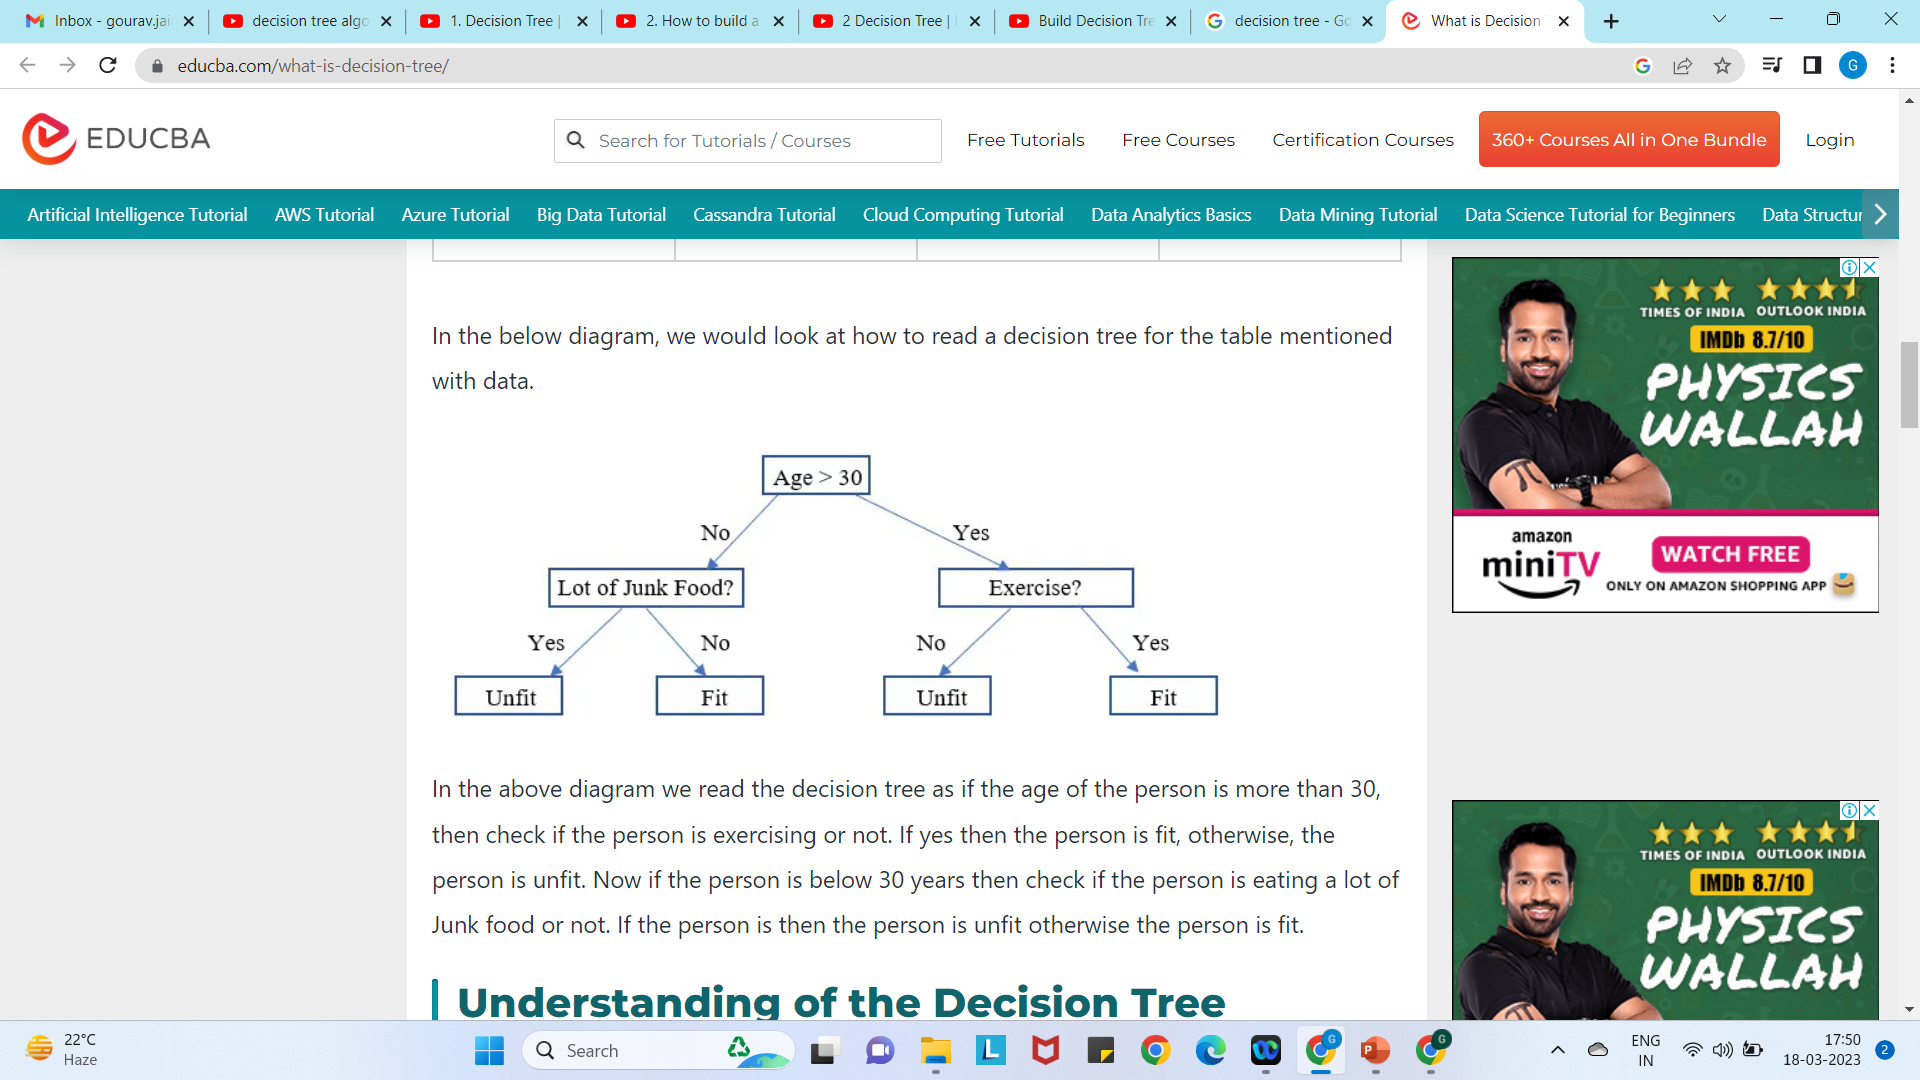 Inbox - gourav.jai
decision tree algo
1. Decision Tree |
2. How to build a
2 Decision Tree |
Build Decision Tre
decision tree - Go
What is Decision
educba.com/what-is-decision-tree/
G
EDUCBA
Search for Tutorials / Courses
Free Tutorials
Free Courses
Certification Courses
360+ Courses All in One Bundle
Login
Artificial Intelligence Tutorial
AWS Tutorial
Azure Tutorial
Big Data Tutorial
Cassandra Tutorial
Cloud Computing Tutorial
Data Analytics Basics
Data Mining Tutorial
Data Science Tutorial for Beginners
Data Structur
In the below diagram, we would look at how to read a decision tree for the table mentioned
with data.
Age > 30
No
Yes
Lot of Junk Food?
Exercise?
Yes
No
No
Yes
Unfit
Fit
Unfit
Fit
In the above diagram we read the decision tree as if the age of the person is more than 30,
then check if the person is exercising or not. If yes then the person is fit, otherwise, the
person is unfit. Now if the person is below 30 years then check if the person is eating a lot of
Junk food or not. If the person is then the person is unfit otherwise the person is fit.
Understanding of the Decision Tree
TIMES OF INDIA
OUTLOOK INDIA
IMDb 8.7/10
PHYSICS
WALLAH
amazon
miniTV
WATCH FREE
ONLY ON AMAZON SHOPPING APP
TIMES OF INDIA
OUTLOOK INDIA
IMDb 8.7/10
PHYSICS
WALLAH
22°C
Haze
Search
L
P
G
G
ENG
IN
17:50
18-03-2023
2